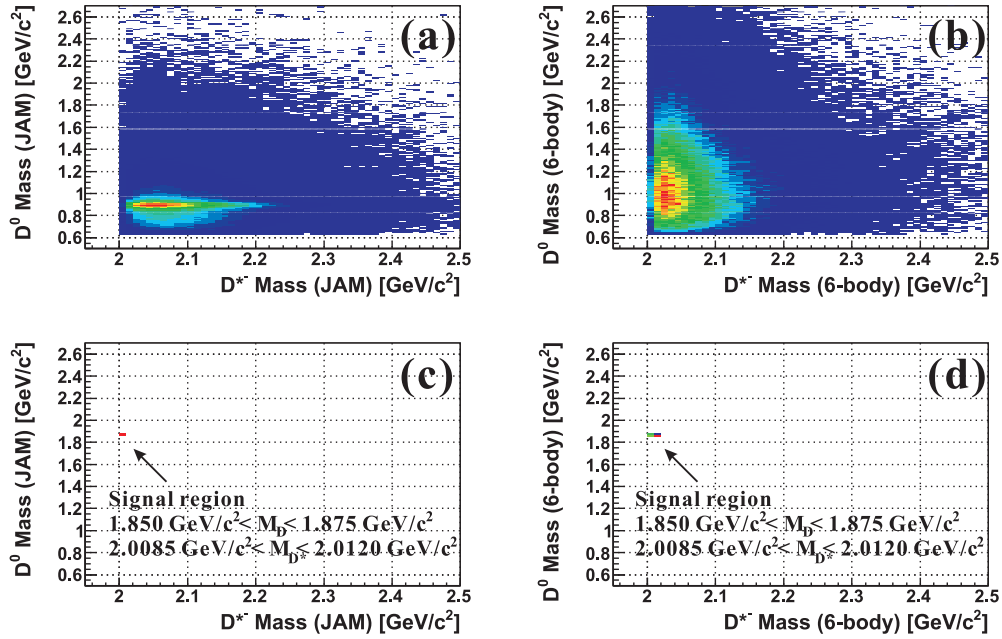 (a)
D⁰ Mass (JAM) [GeV/c²]
2.6
2.4
2.2
2
1.8
1.6
1.4
1.2
1
0.8
0.6
2 2.1 2.2 2.3 2.4 2.5
D*⁻ Mass (JAM) [GeV/c²]
(b)
D⁰ Mass (6-body) [GeV/c²]
2.6
2.4
2.2
2
1.8
1.6
1.4
1.2
1
0.8
0.6
2 2.1 2.2 2.3 2.4 2.5
D*⁻ Mass (6-body) [GeV/c²]
(c)
D⁰ Mass (JAM) [GeV/c²]
2.6
2.4
2.2
2
1.8
1.6
1.4
1.2
1
0.8
0.6
Signal region
1.850 GeV/c²< M_D< 1.875 GeV/c²
2.0085 GeV/c²< M_D*< 2.0120 GeV/c²
2 2.1 2.2 2.3 2.4 2.5
D*⁻ Mass (JAM) [GeV/c²]
(d)
D⁰ Mass (6-body) [GeV/c²]
2.6
2.4
2.2
2
1.8
1.6
1.4
1.2
1
0.8
0.6
Signal region
1.850 GeV/c²< M_D< 1.875 GeV/c²
2.0085 GeV/c²< M_D*< 2.0120 GeV/c²
2 2.1 2.2 2.3 2.4 2.5
D*⁻ Mass (6-body) [GeV/c²]